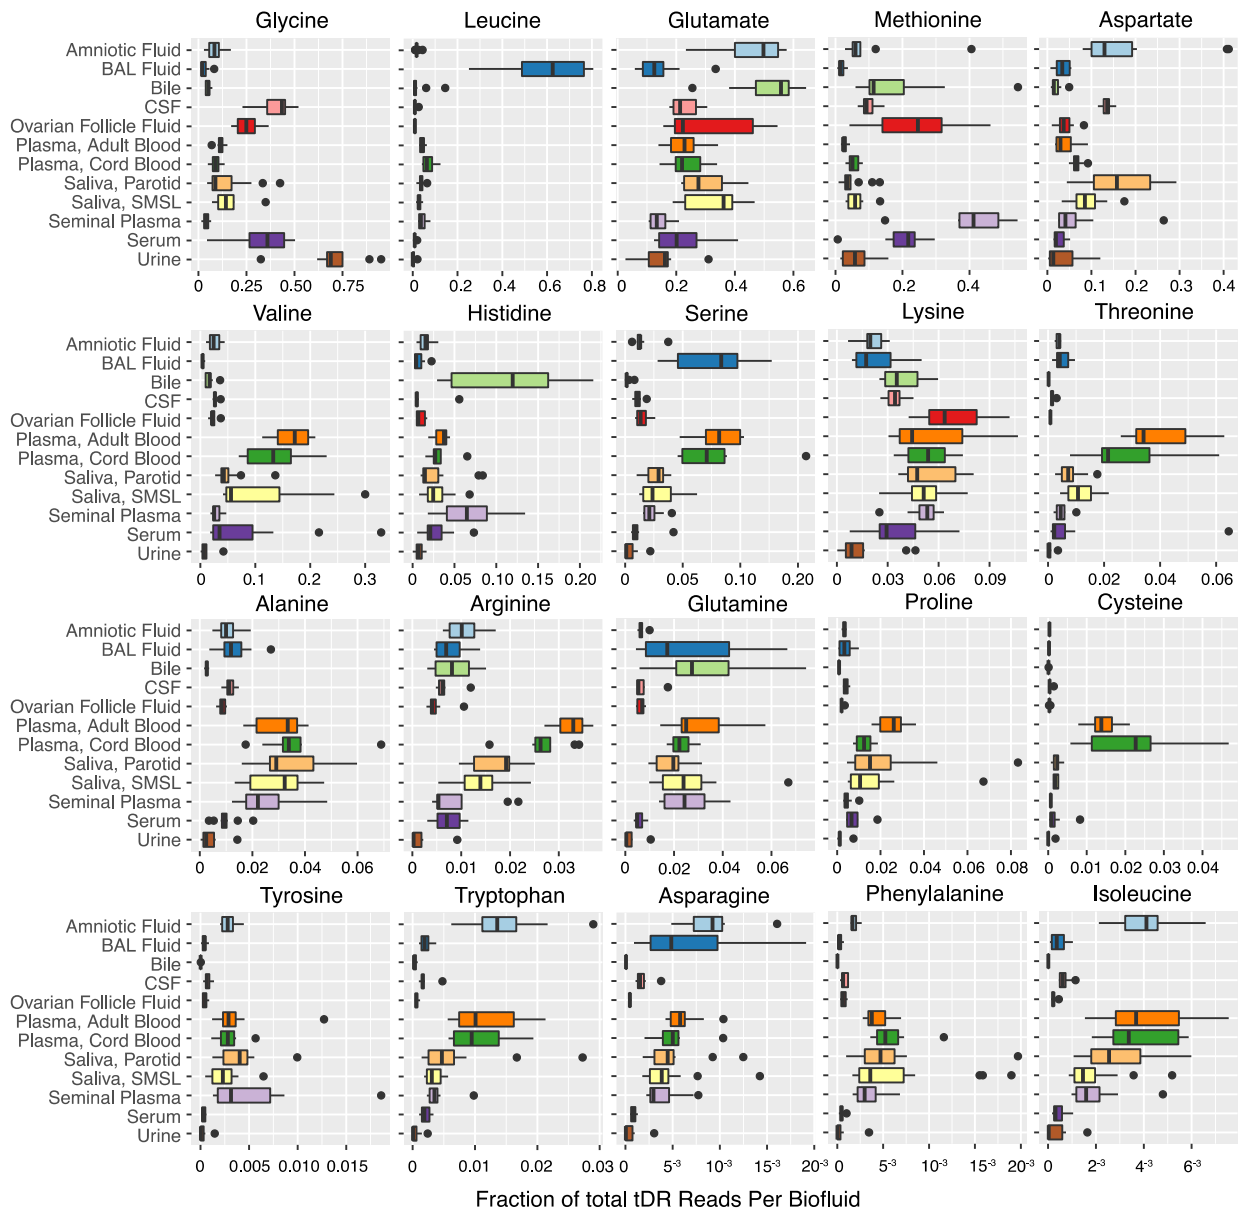 Glycine Leucine Glutamate Methionine Aspartate
Amniotic Fluid
BAL Fluid
Bile
CSF
Ovarian Follicle Fluid
Plasma, Adult Blood
Plasma, Cord Blood
Saliva, Parotid
Saliva, SMSL
Seminal Plasma
Serum
Urine
0 0.25 0.50 0.75 0 0.2 0.4 0.6 0.8 0 0.2 0.4 0.6 0 0.2 0.4 0 0.1 0.2 0.3 0.4
Valine Histidine Serine Lysine Threonine
Amniotic Fluid
BAL Fluid
Bile
CSF
Ovarian Follicle Fluid
Plasma, Adult Blood
Plasma, Cord Blood
Saliva, Parotid
Saliva, SMSL
Seminal Plasma
Serum
Urine
0 0.1 0.2 0.3 0 0.05 0.10 0.15 0.20 0 0.05 0.10 0.20 0 0.03 0.06 0.09 0 0.02 0.04 0.06
Alanine Arginine Glutamine Proline Cysteine
Amniotic Fluid
BAL Fluid
Bile
CSF
Ovarian Follicle Fluid
Plasma, Adult Blood
Plasma, Cord Blood
Saliva, Parotid
Saliva, SMSL
Seminal Plasma
Serum
Urine
0 0.02 0.04 0.06 0 0.01 0.02 0.03 0 0.02 0.04 0.06 0 0.02 0.04 0.06 0.08 0 0.01 0.02 0.03 0.04
Tyrosine Tryptophan Asparagine Phenylalanine Isoleucine
Amniotic Fluid
BAL Fluid
Bile
CSF
Ovarian Follicle Fluid
Plasma, Adult Blood
Plasma, Cord Blood
Saliva, Parotid
Saliva, SMSL
Seminal Plasma
Serum
Urine
0 0.005 0.010 0.015 0 0.01 0.02 0.03 0 5⁻³ 10⁻³ 15⁻³ 20⁻³ 0 5⁻³ 10⁻³ 15⁻³ 20⁻³ 0 2⁻³ 4⁻³ 6⁻³
Fraction of total tDR Reads Per Biofluid